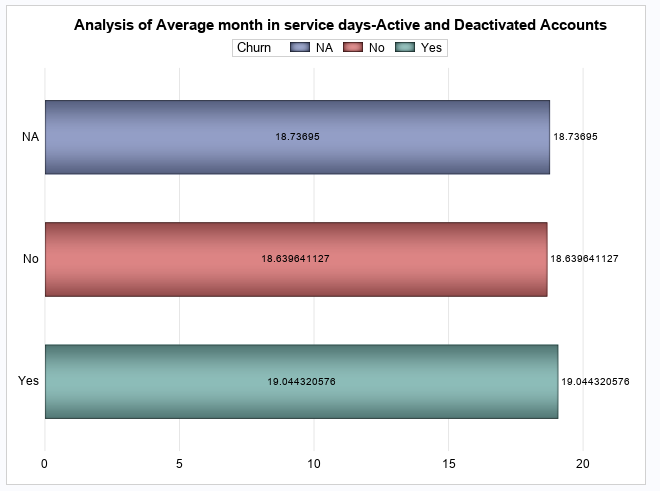 Analysis of Average month in service days-Active and Deactivated Accounts
Churn NA No Yes
NA 18.73695 18.73695
No 18.639641127 18.639641127
Yes 19.044320576 19.044320576
0 5 10 15 20